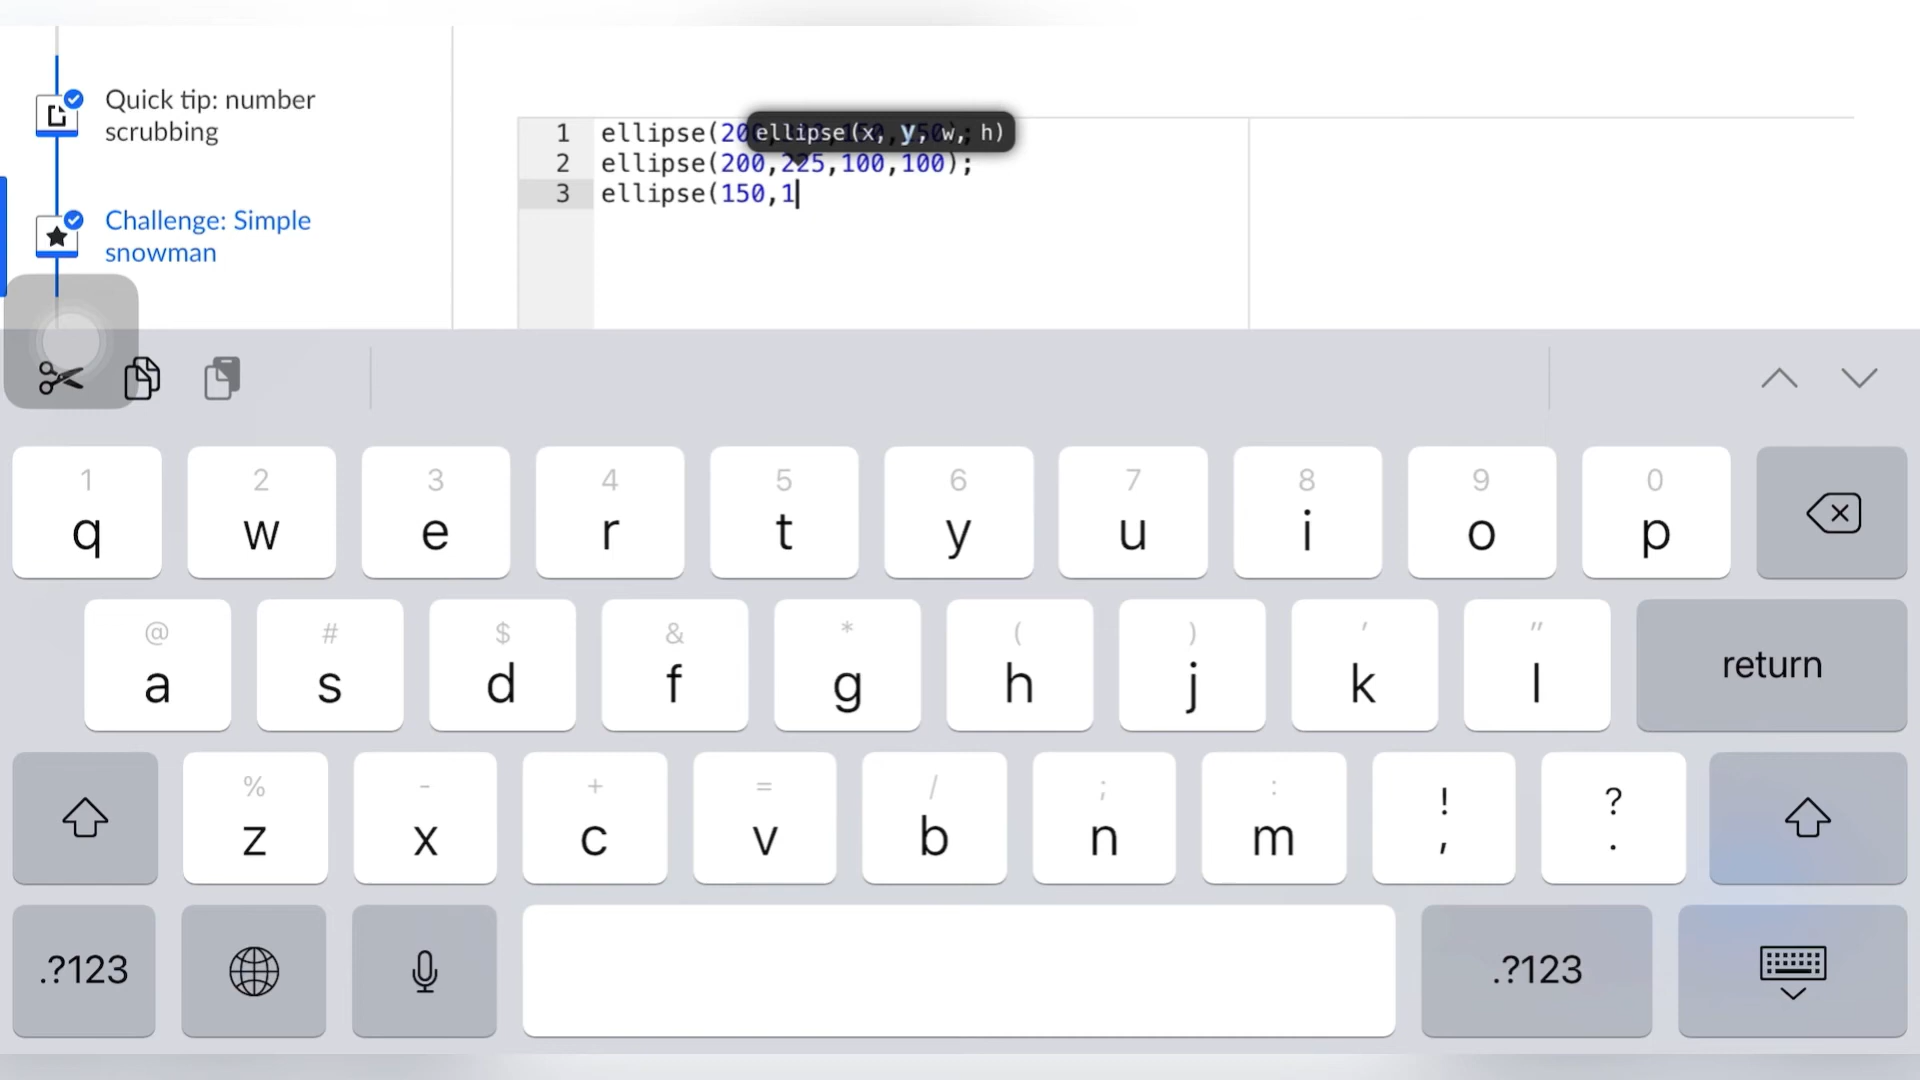 Quick tip: number
scrubbing
Challenge: Simple
snowman
1 ellipse(20
ellipse(x, y, w, h)
2 ellipse(200,225,100,100);
3 ellipse(150,1
1 2 3 4 5 6 7 8 9 0
q w e r t y u i o p
@ # $ & * ( ) ' "
a s d f g h j k l return
% - + = / ; : ! ?
z x c v b n m , .
.?123 .?123